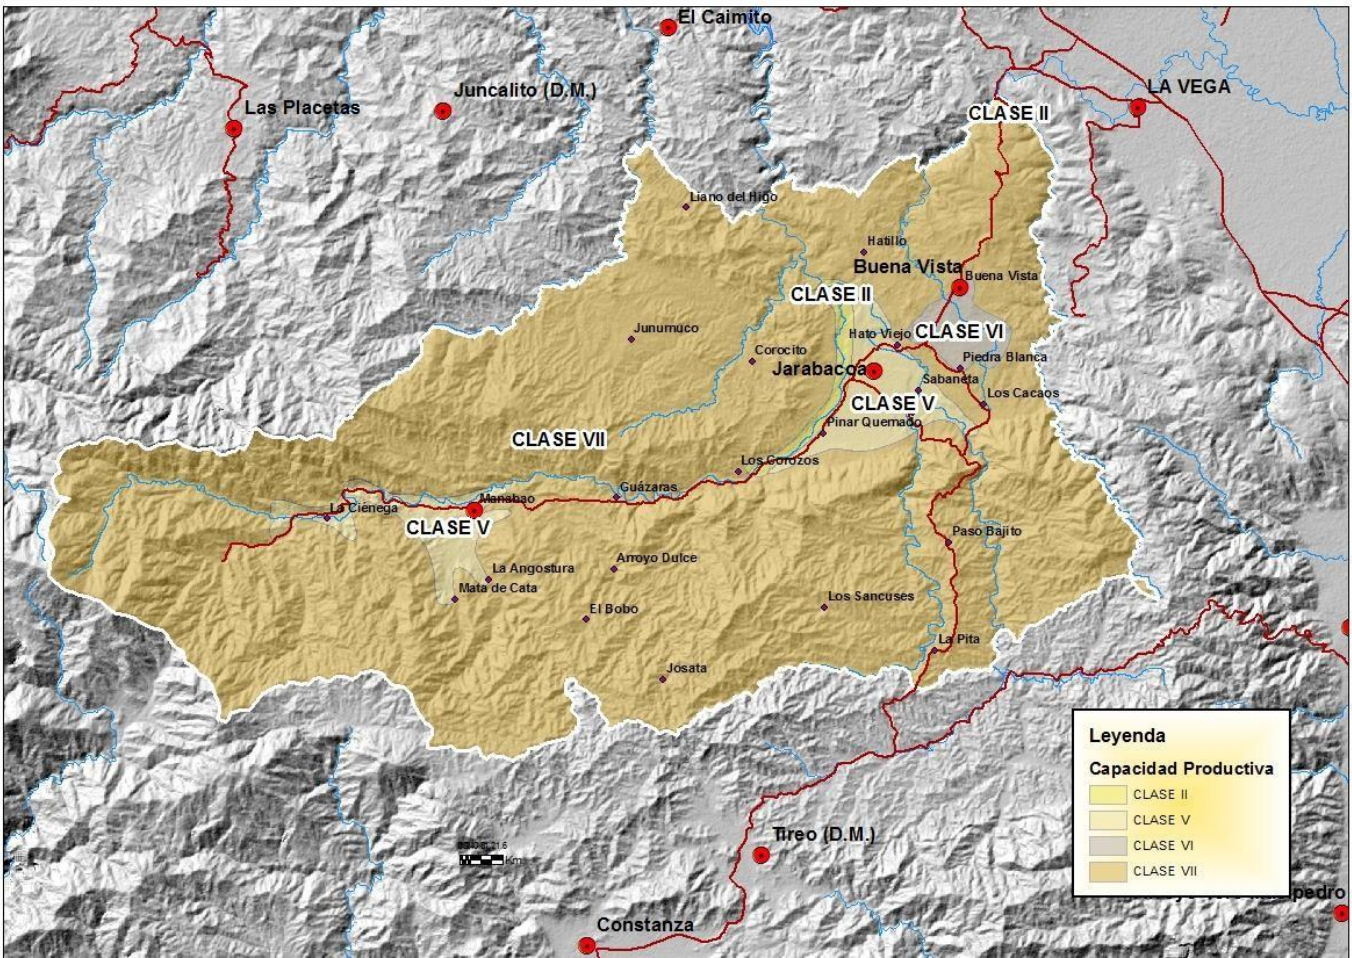 El Caimito
Juncalito (D.M.)
LA VEGA
Las Placetas
CLASE II
Llano del Higo
Hatillo
Buena Vista
Buena Vista
CLASE II
Junumuco
Hato Viejo
CLASE VI
Corocito
Piedra Blanca
Jarabacoa
Sabaneta
Los Cacaos
CLASE V
Pinar Quemado
CLASE VII
Los Corozos
Guázaras
Manabao
La Ciénega
CLASE V
Paso Bajito
Arroyo Dulce
La Angostura
Mata de Cata
Los Sancuses
El Bobo
La Pita
Josata
Leyenda
Capacidad Productiva
CLASE II
CLASE V
CLASE VI
CLASE VII
Tireo (D.M.)
Km
pedro
Constanza